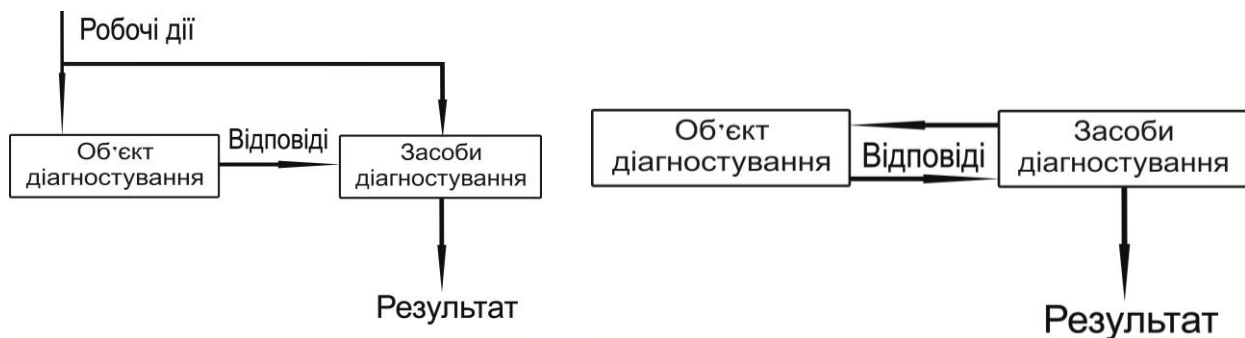 Робочі дії
Об'єкт
діагностування
Відповіді
Засоби
діагностування
Результат
Об'єкт
діагностування
Відповіді
Засоби
діагностування
Результат